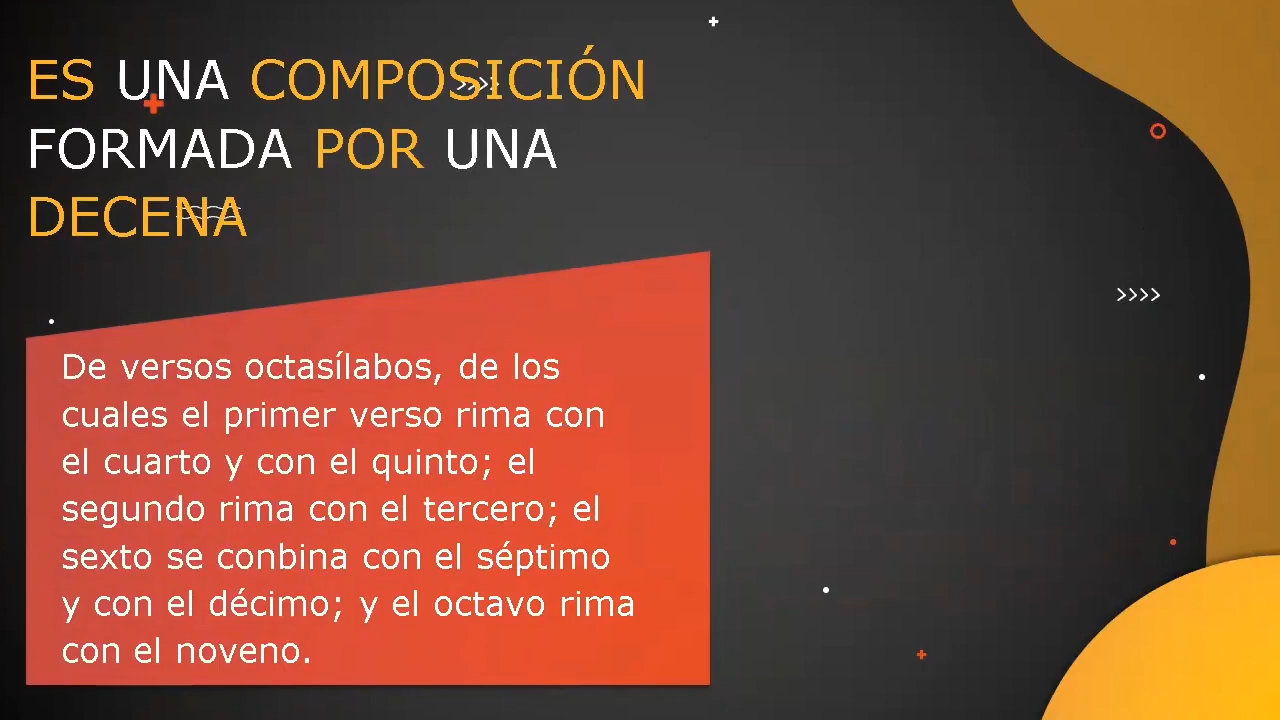 ES UNA COMPOSICIÓN
FORMADA POR UNA
DECENA
De versos octasílabos, de los
cuales el primer verso rima con
el cuarto y con el quinto; el
segundo rima con el tercero; el
sexto se conbina con el séptimo
y con el décimo; y el octavo rima
con el noveno.